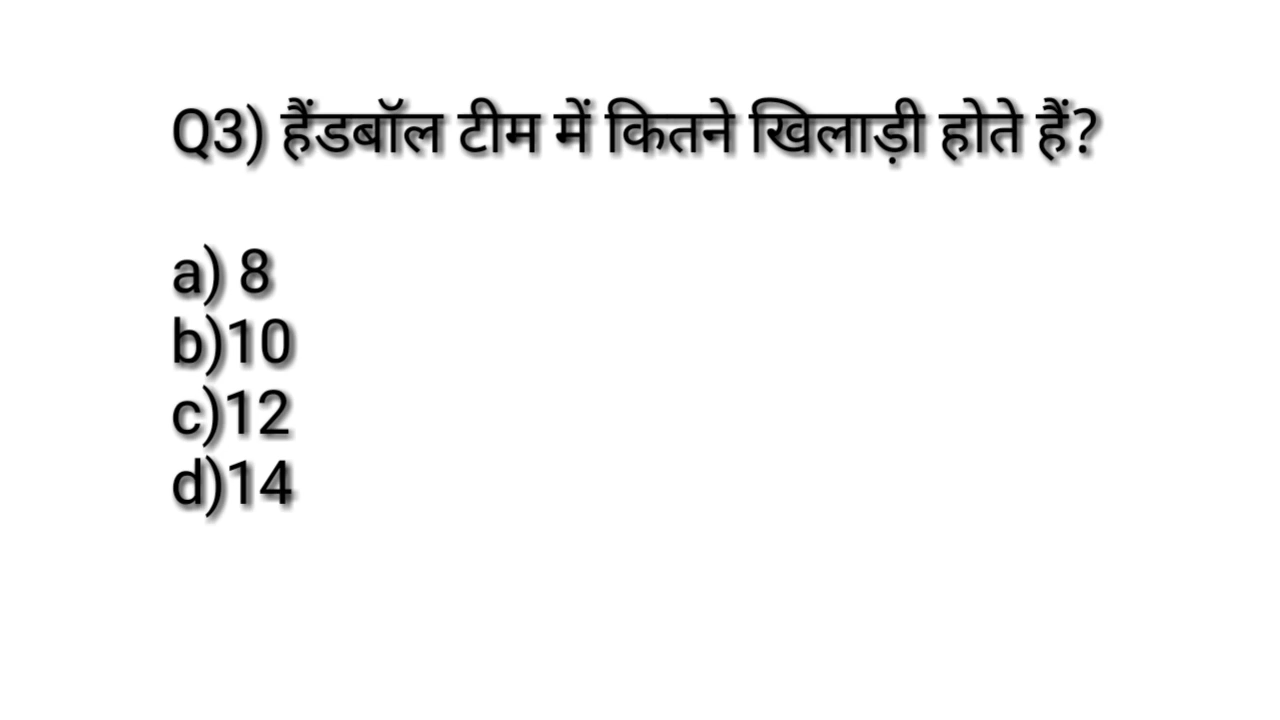 Q3) हैंडबॉल टीम में कितने खिलाड़ी होते हैं?
a) 8
b)10
c)12
d)14